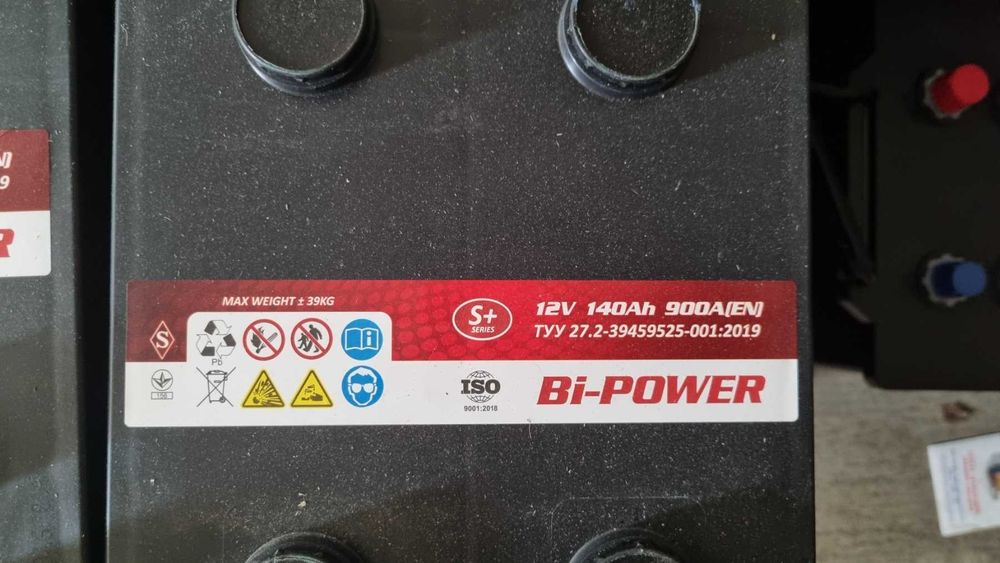 N)
9
R
MAX WEIGHT ± 39KG
S
Pb
S+
SERIES
12V 140Ah 900A(EN)
ТУУ 27.2-39459525-001:2019
ISO
9001:2018
Bi-POWER